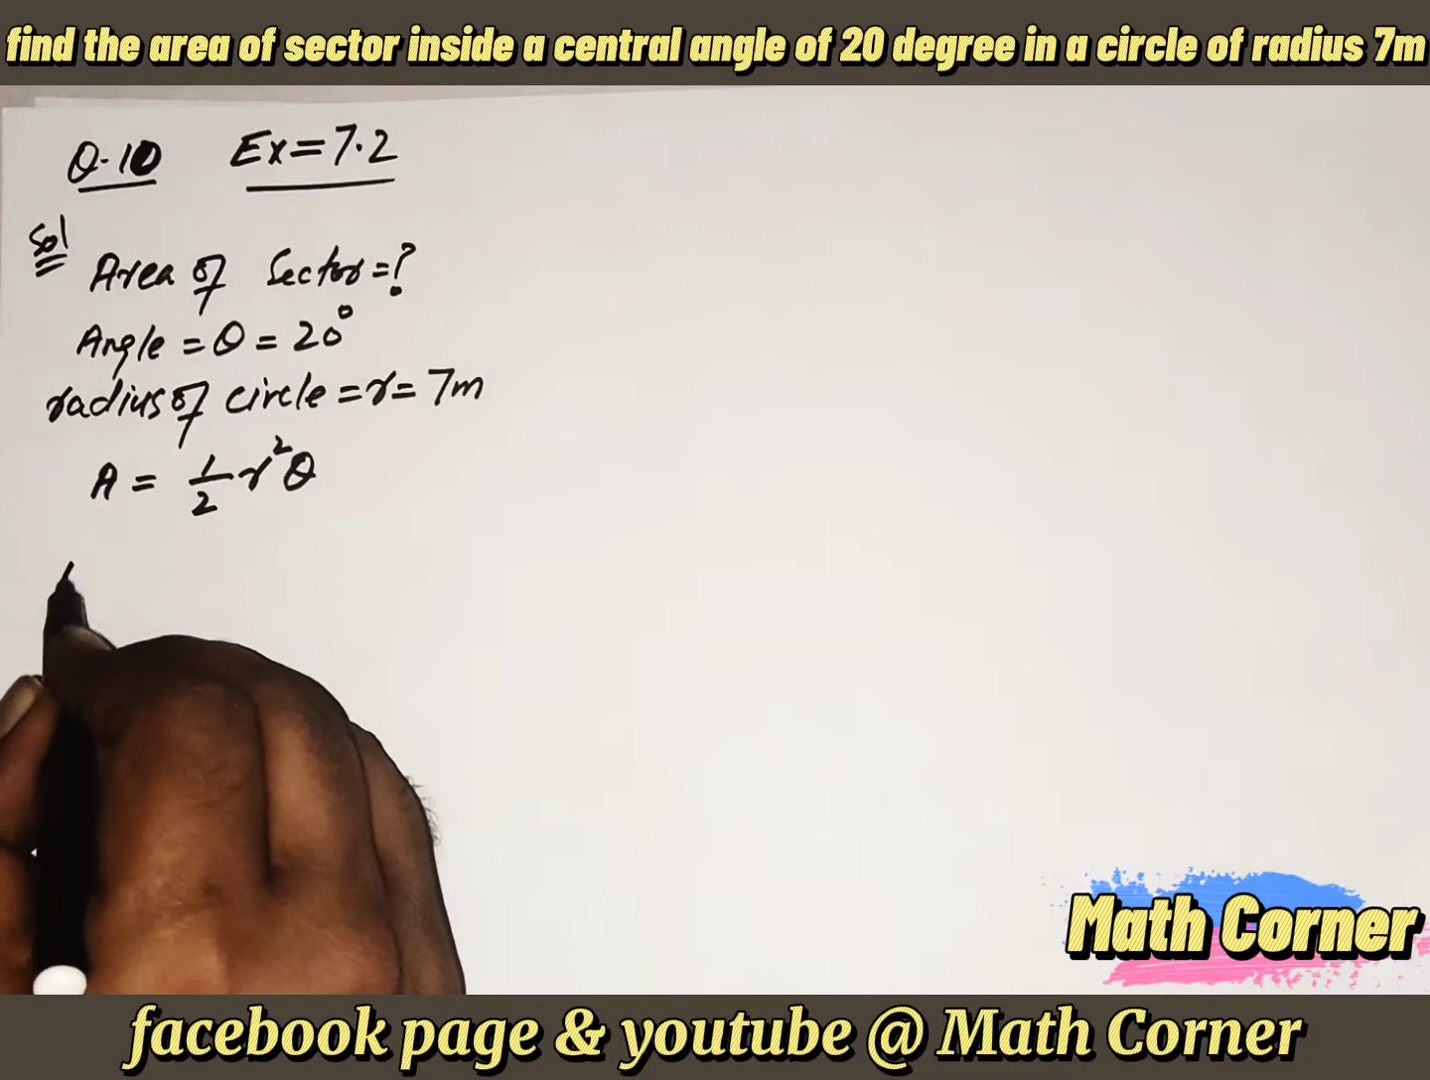 find the area of sector inside a central angle of 20 degree in a circle of radius 7m
Q.10 Ex=7.2
Sol
Area of Sector=?
Angle = θ = 20°
radius of circle = r = 7m
A = 1/2 r²θ
Math Corner
facebook page & youtube @ Math Corner